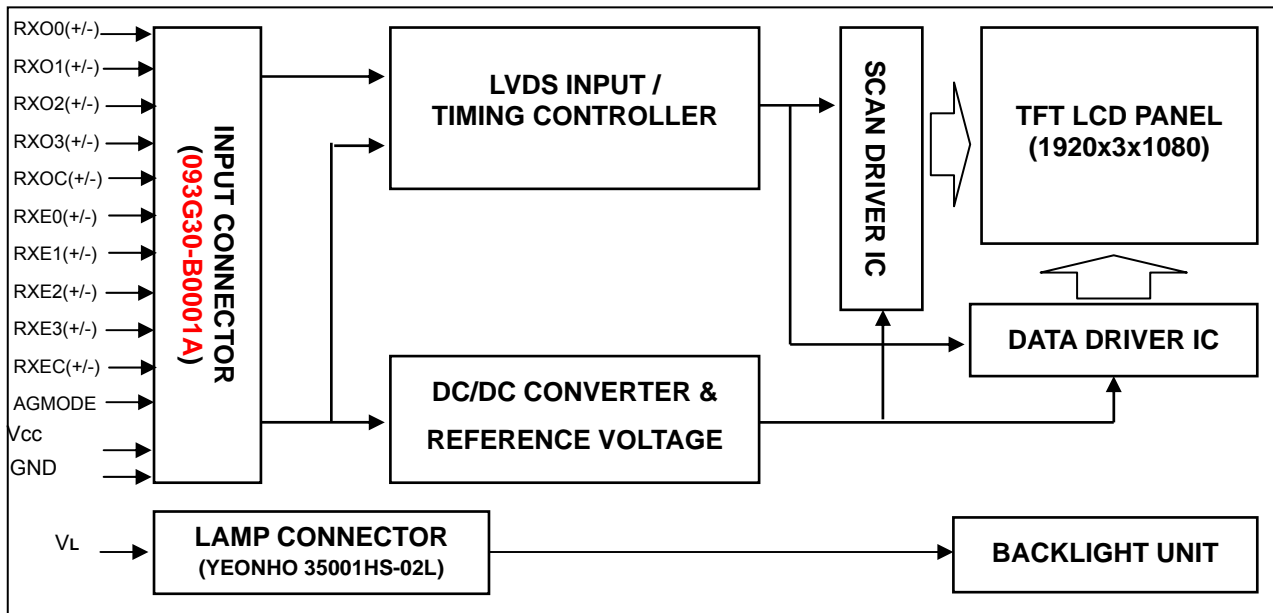 RXO0(+/-)
RXO1(+/-)
RXO2(+/-)
RXO3(+/-)
RXOC(+/-)
RXE0(+/-)
RXE1(+/-)
RXE2(+/-)
RXE3(+/-)
RXEC(+/-)
AGMODE
Vcc
GND
INPUT CONNECTOR
(093G30-B0001A)
LVDS INPUT /
TIMING CONTROLLER
SCAN DRIVER IC
TFT LCD PANEL
(1920x3x1080)
DC/DC CONVERTER &
REFERENCE VOLTAGE
DATA DRIVER IC
VL
LAMP CONNECTOR
(YEONHO 35001HS-02L)
BACKLIGHT UNIT